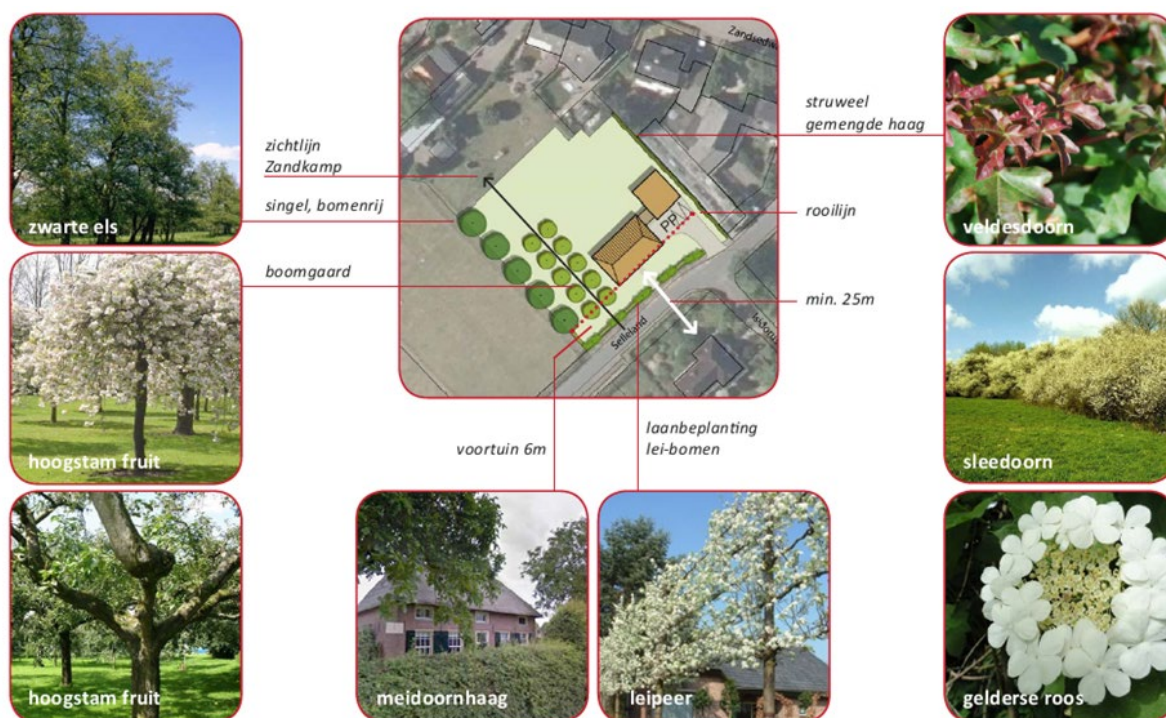 zwarte els
hoogstam fruit
hoogstam fruit
zichtlijn
Zandkamp
singel, bomenrij
boomgaard
voortuin 6m
PP
Selleland
struweel
gemengde haag
rooilijn
min. 25m
laanbeplanting
lei-bomen
meidoornhaag
leipeer
veldesdoorn
sleedoorn
gelderse roos